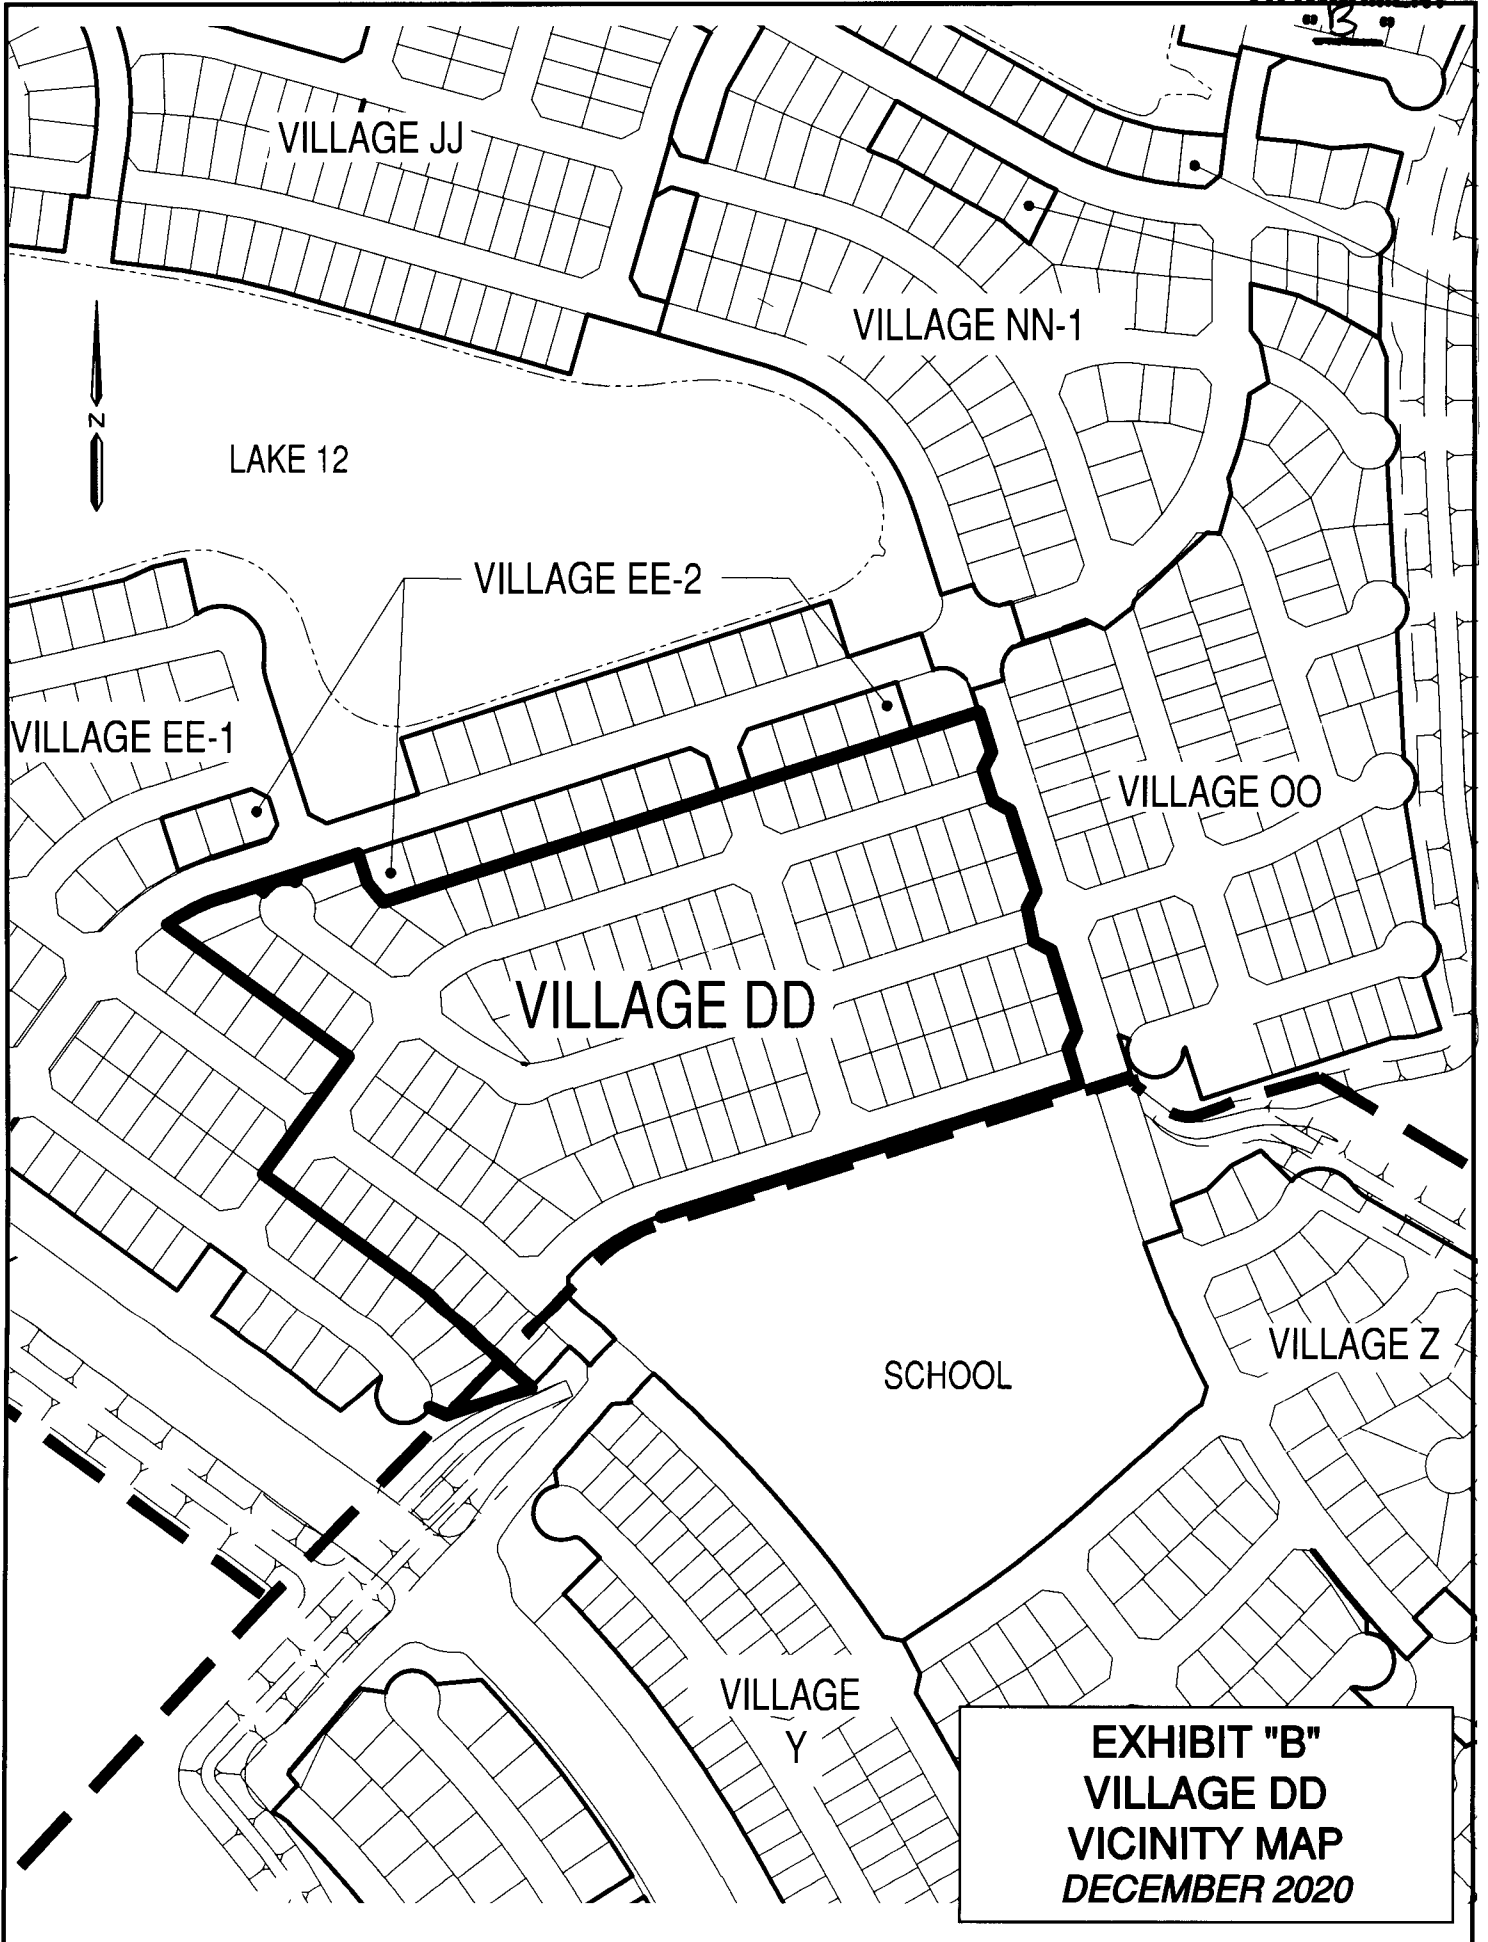 "B"
VILLAGE JJ
VILLAGE NN-1
N
LAKE 12
VILLAGE EE-2
VILLAGE EE-1
VILLAGE OO
VILLAGE DD
VILLAGE Z
SCHOOL
VILLAGE
Y
EXHIBIT "B"
VILLAGE DD
VICINITY MAP
DECEMBER 2020